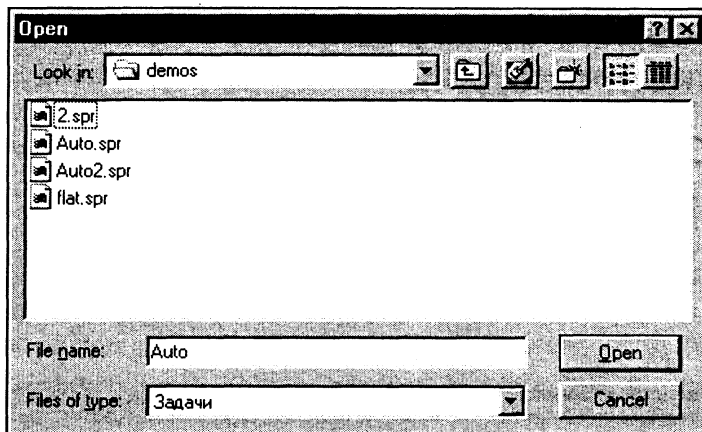 Open
Look in: demos
2.spr
Auto.spr
Auto2.spr
flat.spr
File name: Auto Open
Files of type: Задачи Cancel